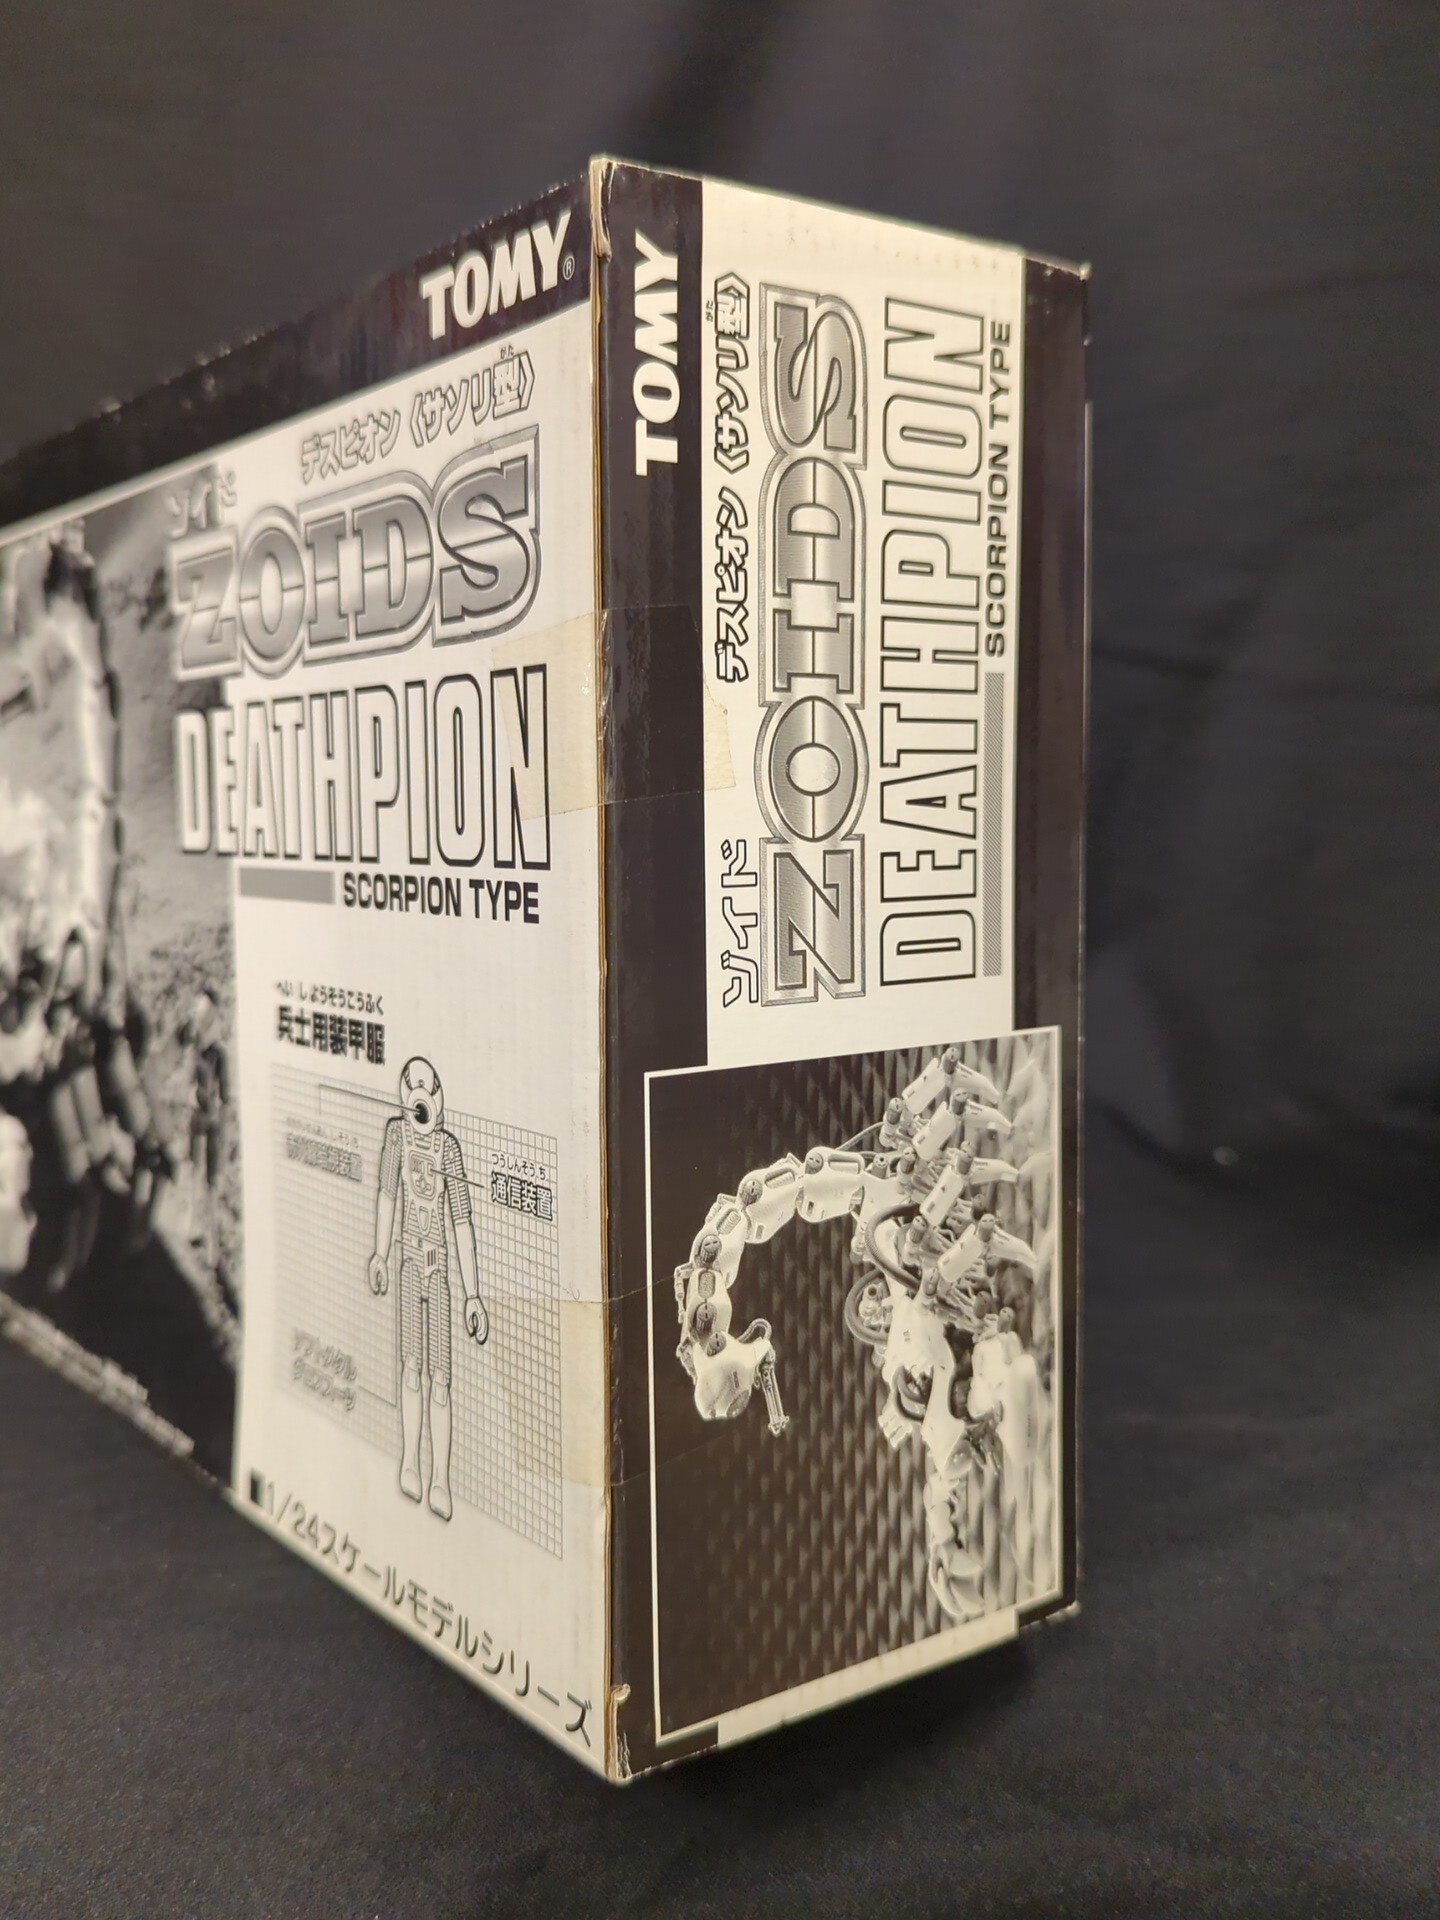 TOMY®
デスピオン〈サソリ型〉
がた
ゾイド
ZOIDS
DEATHPION
SCORPION TYPE
へいしようそうこうふく
兵士用装甲服
つうしんそうち
通信装置
■1/24スケールモデルシリーズ
TOMY
デスピオン〈サソリ型〉
がた
ゾイド
ZOIDS
DEATHPION
SCORPION TYPE